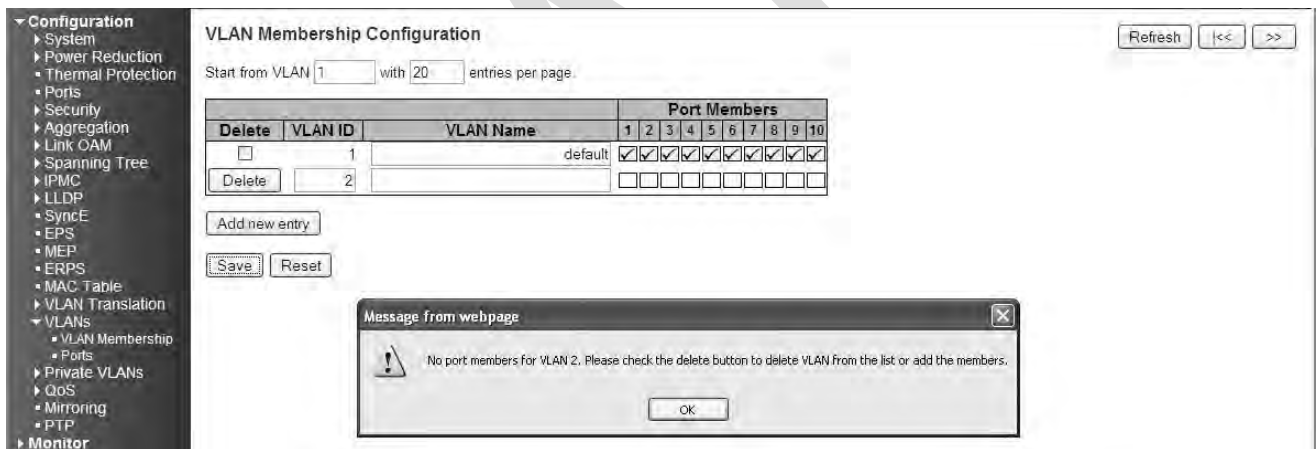 Configuration
System
Power Reduction
Thermal Protection
Ports
Security
Aggregation
Link OAM
Spanning Tree
IPMC
LLDP
SyncE
EPS
MEP
ERPS
MAC Table
VLAN Translation
VLANs
VLAN Membership
Ports
Private VLANs
QoS
Mirroring
PTP
Monitor
VLAN Membership Configuration
Refresh |<< >>
Start from VLAN 1 with 20 entries per page.
Port Members
Delete VLAN ID VLAN Name 1 2 3 4 5 6 7 8 9 10
1 default
Delete 2
Add new entry
Save Reset
Message from webpage
No port members for VLAN 2. Please check the delete button to delete VLAN from the list or add the members.
OK